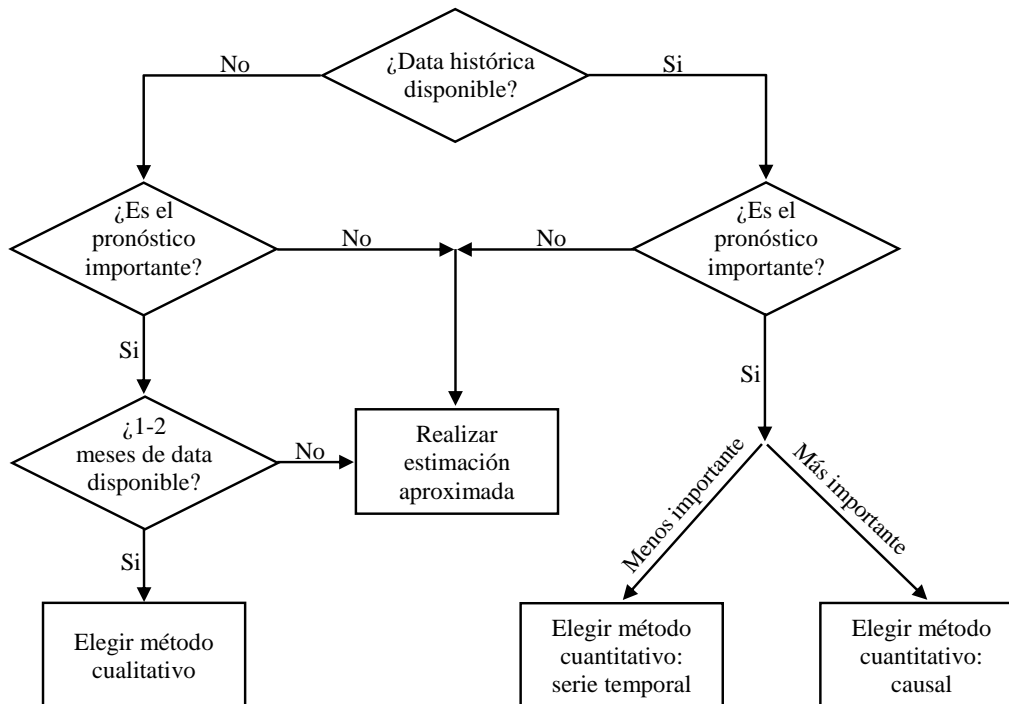 ¿Data histórica
disponible?
No
Si
¿Es el
pronóstico
importante?
No
No
¿Es el
pronóstico
importante?
Si
Si
¿1-2
meses de data
disponible?
No
Realizar
estimación
aproximada
Menos importante
Más importante
Si
Elegir método
cualitativo
Elegir método
cuantitativo:
serie temporal
Elegir método
cuantitativo:
causal